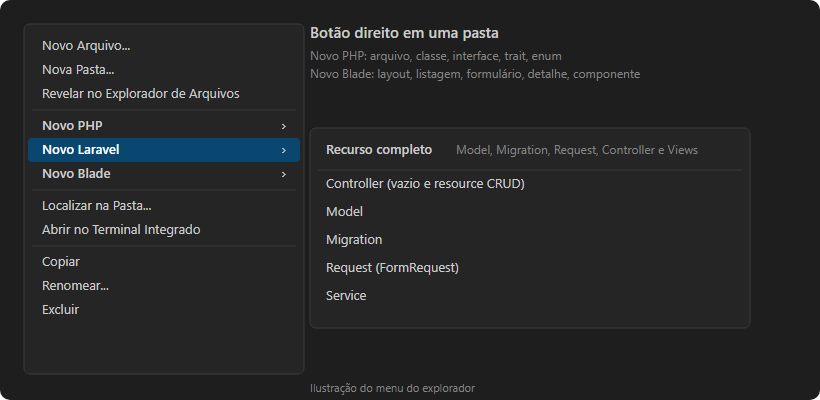 Novo Arquivo...
Nova Pasta...
Revelar no Explorador de Arquivos
Novo PHP ›
Novo Laravel ›
Novo Blade ›
Localizar na Pasta...
Abrir no Terminal Integrado
Copiar
Renomear...
Excluir
Botão direito em uma pasta
Novo PHP: arquivo, classe, interface, trait, enum
Novo Blade: layout, listagem, formulário, detalhe, componente
Recurso completo Model, Migration, Request, Controller e Views
Controller (vazio e resource CRUD)
Model
Migration
Request (FormRequest)
Service
Ilustração do menu do explorador